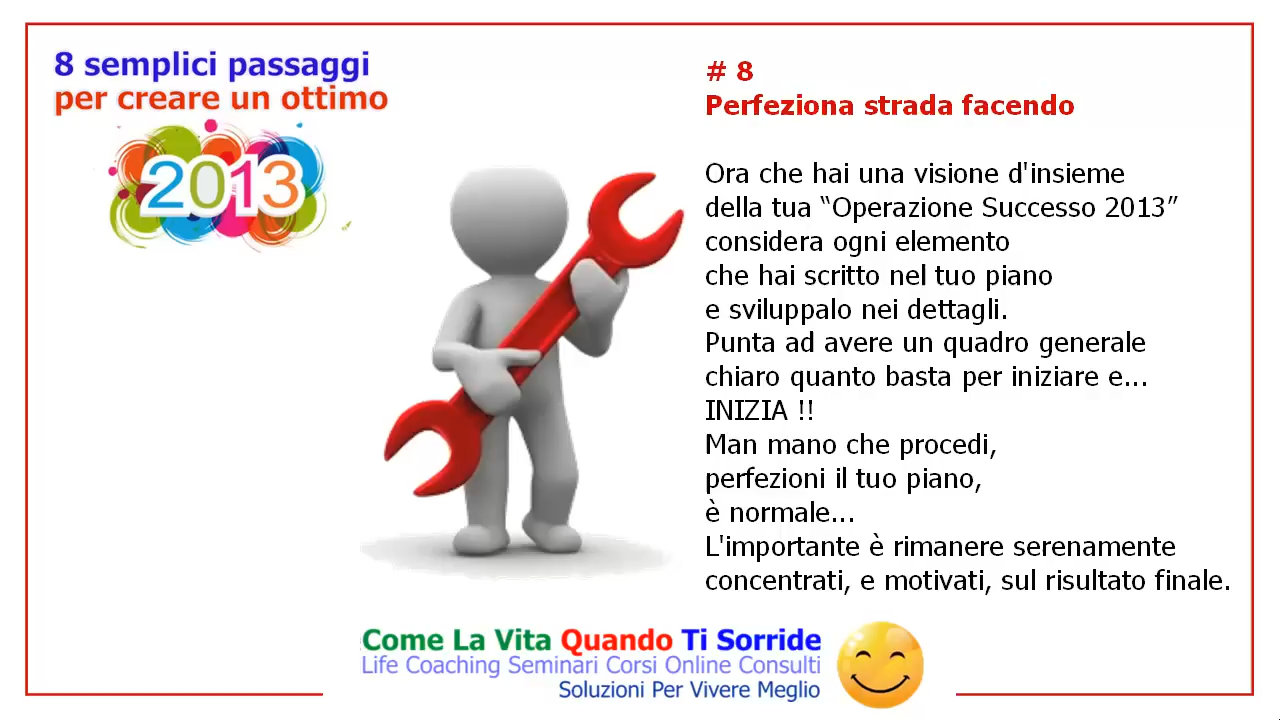 8 semplici passaggi
per creare un ottimo
2013
# 8
Perfeziona strada facendo
Ora che hai una visione d'insieme
della tua “Operazione Successo 2013”
considera ogni elemento
che hai scritto nel tuo piano
e sviluppalo nei dettagli.
Punta ad avere un quadro generale
chiaro quanto basta per iniziare e...
INIZIA !!
Man mano che procedi,
perfezioni il tuo piano,
è normale...
L'importante è rimanere serenamente
concentrati, e motivati, sul risultato finale.
Come La Vita Quando Ti Sorride
Life Coaching Seminari Corsi Online Consulti
Soluzioni Per Vivere Meglio